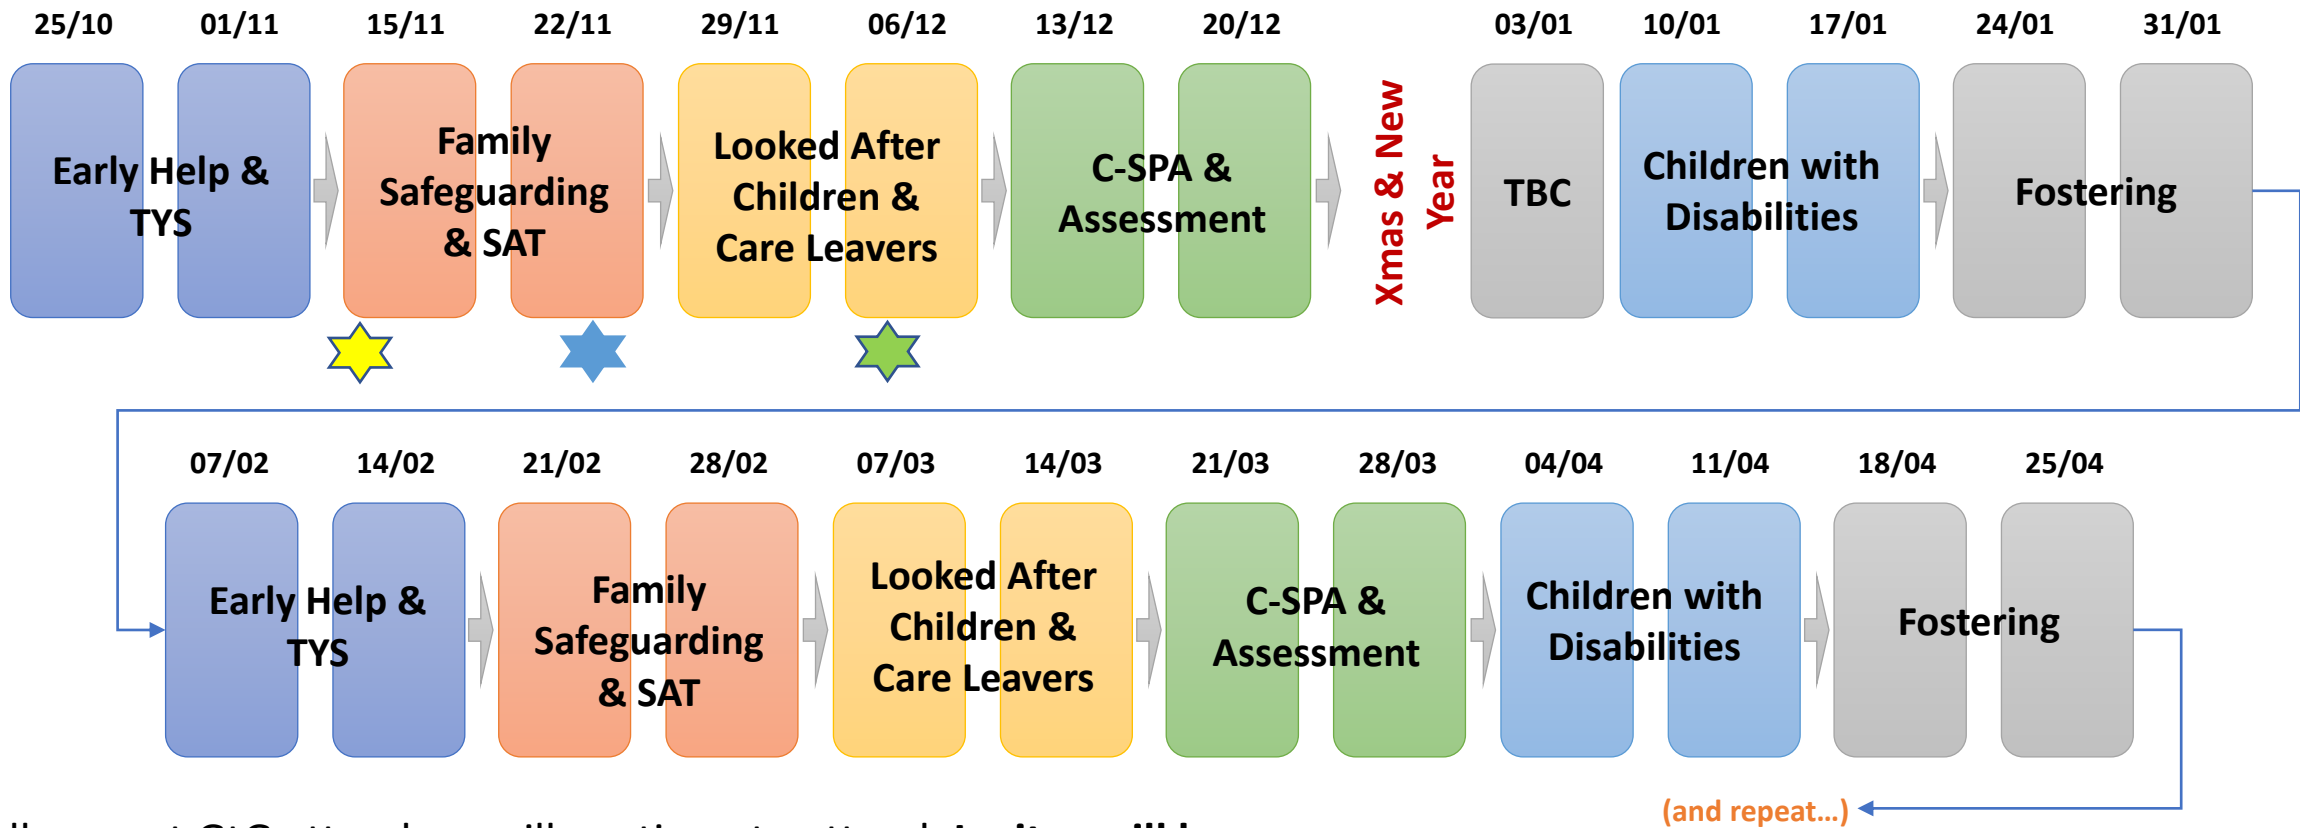 25/10 01/11 15/11 22/11 29/11 06/12 13/12 20/12 03/01 10/01 17/01 24/01 31/01
Early Help &
TYS
Family
Safeguarding
& SAT
Looked After
Children &
Care Leavers
C-SPA &
Assessment
Xmas & New
Year
TBC
Children with
Disabilities
Fostering
07/02 14/02 21/02 28/02 07/03 14/03 21/03 28/03 04/04 11/04 18/04 25/04
Early Help &
TYS
Family
Safeguarding
& SAT
Looked After
Children &
Care Leavers
C-SPA &
Assessment
Children with
Disabilities
Fostering
(and repeat...)